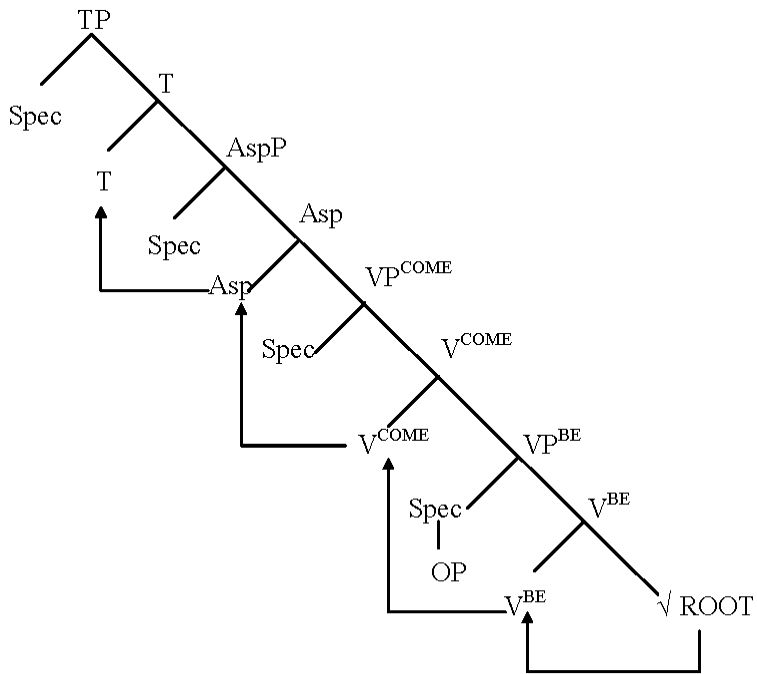 TP
T
Spec
AspP
T
Asp
Spec
VP^COME
Asp
V^COME
Spec
V^COME
VP^BE
Spec
V^BE
OP
V^BE
√ ROOT